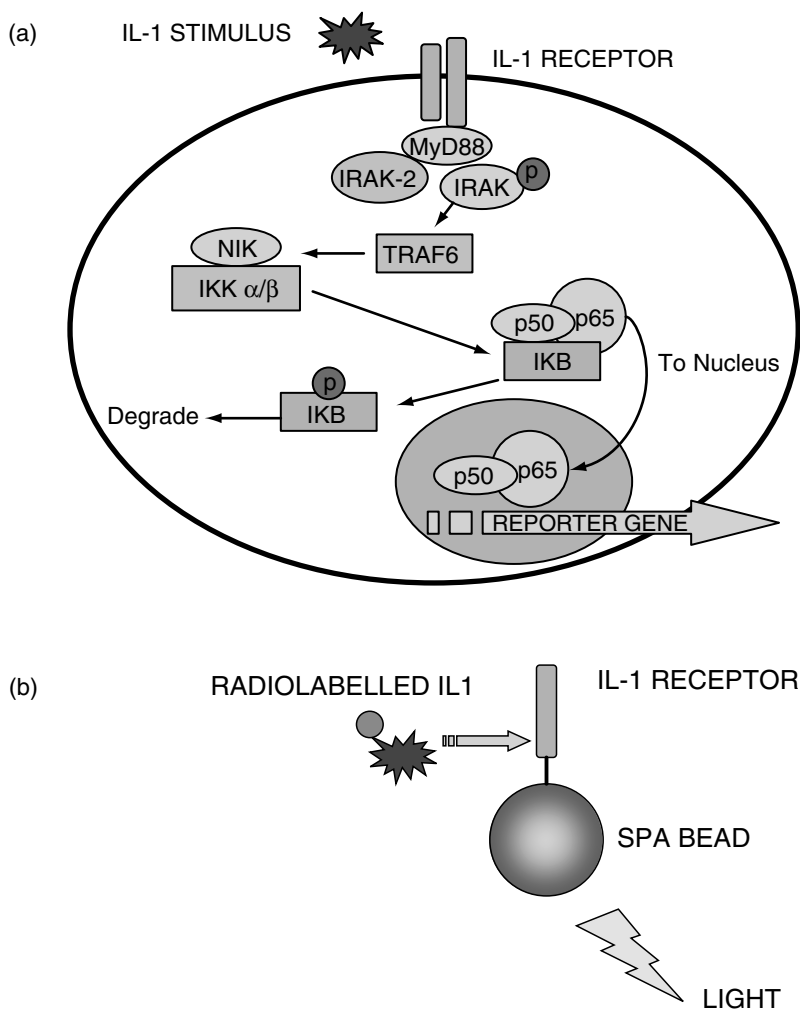 (a)
IL-1 STIMULUS
IL-1 RECEPTOR
MyD88
IRAK-2
IRAK
p
NIK
TRAF6
IKK α/β
p50
p65
IKB
To Nucleus
p
IKB
Degrade
p50
p65
REPORTER GENE
(b)
RADIOLABELLED IL1
IL-1 RECEPTOR
SPA BEAD
LIGHT